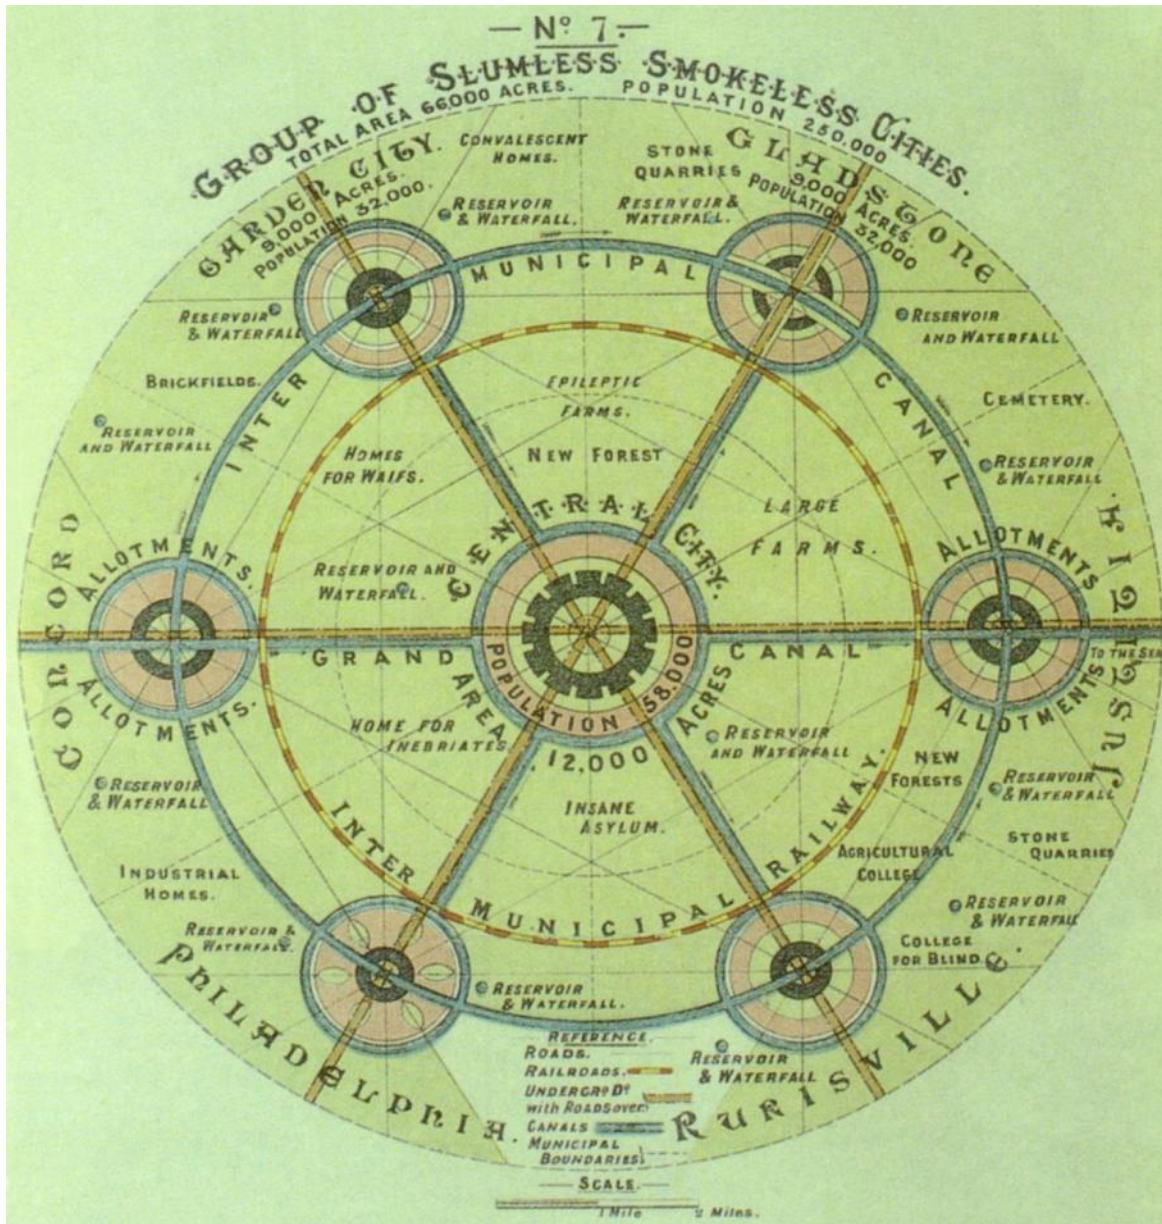 — Nº 7. —
GROUP OF SLUMLESS SMOKELESS CITIES.
TOTAL AREA 66,000 ACRES. POPULATION 250,000
GARDEN CITY.
9,000 ACRES.
POPULATION 32,000.
CONVALESCENT
HOMES.
STONE
QUARRIES
GLADSTONE
9,000 ACRES.
POPULATION 32,000
RESERVOIR
& WATERFALL.
RESERVOIR &
WATERFALL.
INTER MUNICIPAL CANAL
RESERVOIR
& WATERFALL
RESERVOIR
AND WATERFALL
BRICKFIELDS.
EPILEPTIC
FARMS.
CEMETERY.
RESERVOIR
AND WATERFALL
HOMES
FOR WAIFS.
NEW FOREST
RESERVOIR
& WATERFALL
LARGE
FARMS.
CENTRAL CITY.
CONCORD
ALLOTMENTS.
ALLOTMENTS
RESERVOIR AND
WATERFALL.
GRAND CANAL
TO THE SEA
POPULATION 58.000
AREA 12,000 ACRES
ALLOTMENTS.
ALLOTMENTS
HOME FOR
INEBRIATES.
RESERVOIR
AND WATERFALL
NEW
FORESTS
RESERVOIR
& WATERFALL
RESERVOIR
& WATERFALL
INSANE
ASYLUM.
STONE
QUARRIES
INTER MUNICIPAL RAILWAY.
AGRICULTURAL
COLLEGE
INDUSTRIAL
HOMES.
RESERVOIR
& WATERFALL
RESERVOIR &
WATERFALL
COLLEGE
FOR BLIND.
RESERVOIR
& WATERFALL.
PHILADELPHIA.
RURISVILLE.
RESERVOIR
& WATERFALL
REFERENCE.
ROADS.
RAILROADS.
UNDERGRD Dº
with ROADS over
CANALS
MUNICIPAL
BOUNDARIES
— SCALE. —
1 Mile 2 Miles.